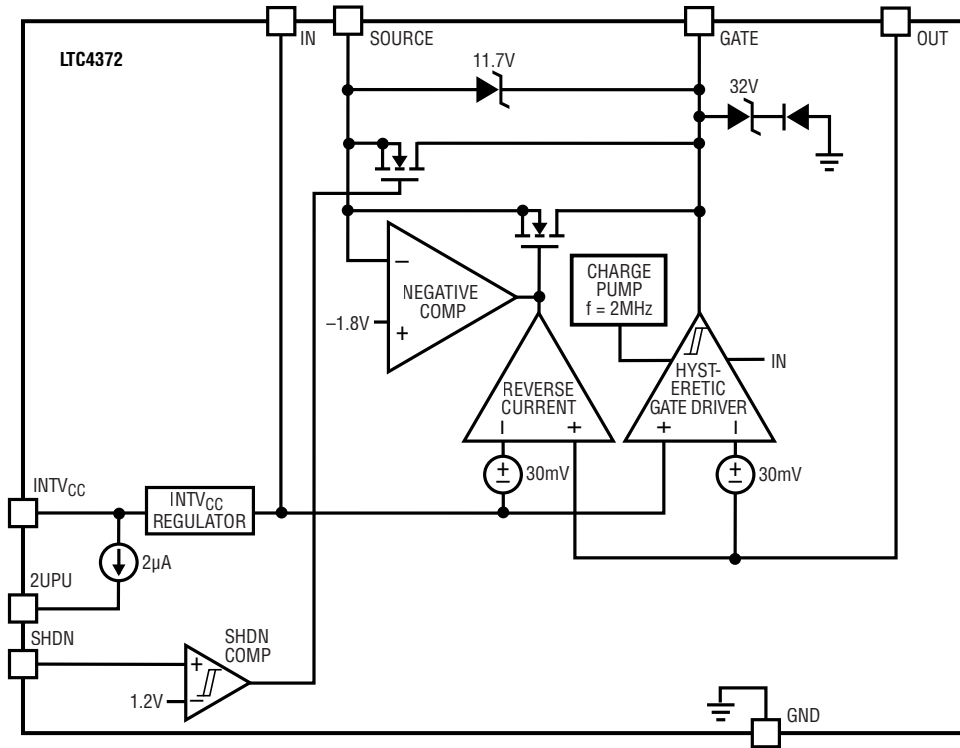 IN
SOURCE
GATE
OUT
LTC4372
11.7V
32V
CHARGE
PUMP
f = 2MHz
–
NEGATIVE
COMP
–1.8V
+
IN
HYST-
ERETIC
GATE DRIVER
REVERSE
CURRENT
–
+
+
–
+
–
30mV
+
–
30mV
INTVCC
INTVCC
REGULATOR
2µA
2UPU
SHDN
SHDN
COMP
+
1.2V
–
GND